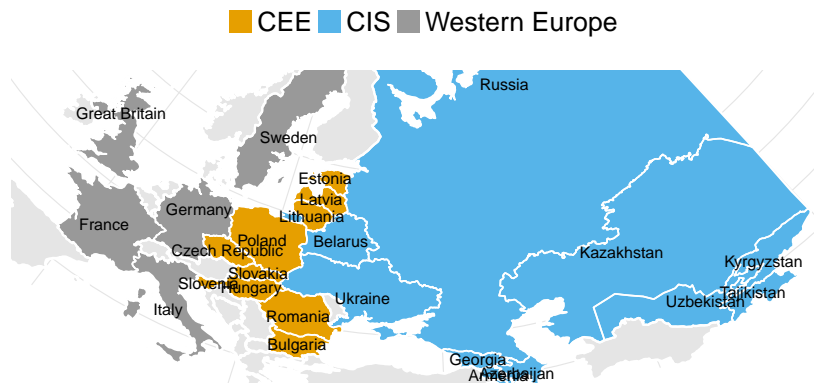 CEE CIS Western Europe
Russia
Great Britain
Sweden
Estonia
Latvia
Germany
Lithuania
France
Poland
Belarus
Czech Republic
Kazakhstan
Kyrgyzstan
Slovakia
Slovenia
Hungary
Tajikistan
Ukraine
Uzbekistan
Italy
Romania
Bulgaria
Georgia
Azerbaijan
Armenia